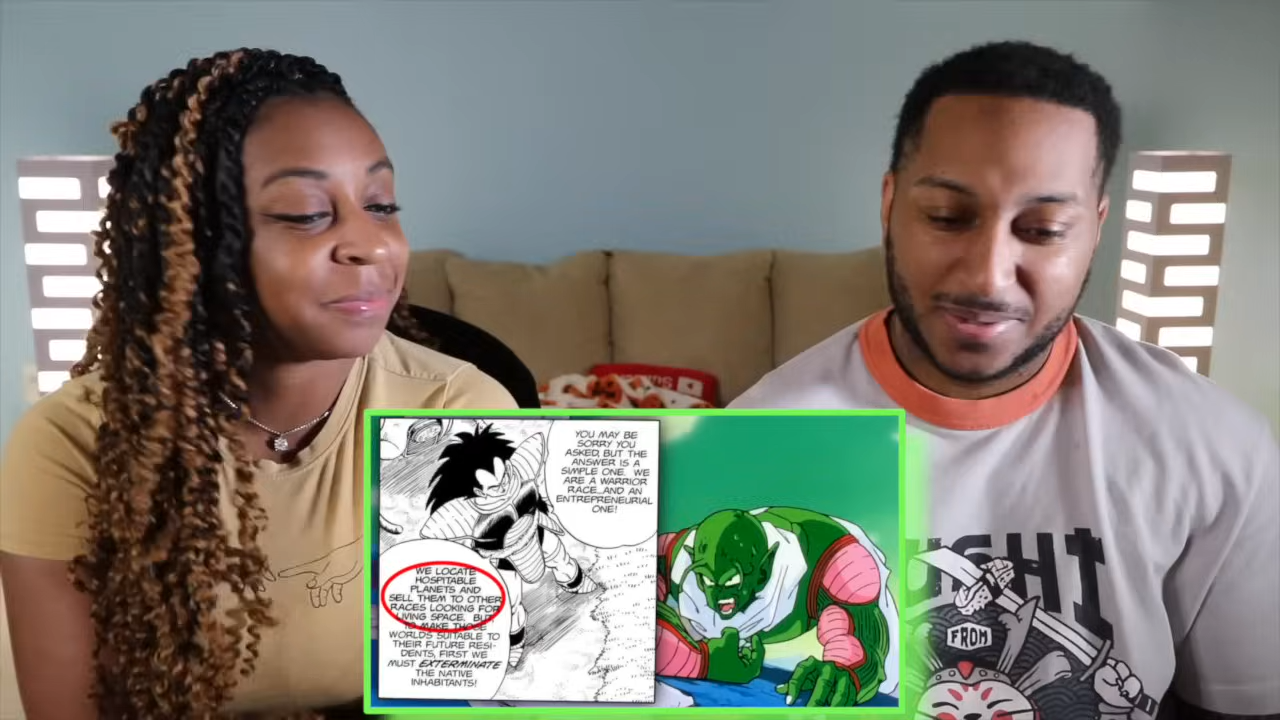 YOU MAY BE
SORRY YOU
ASKED, BUT THE
ANSWER IS A
SIMPLE ONE. WE
ARE A WARRIOR
RACE...AND AN
ENTREPRENEURIAL
ONE!
WE LOCATE
HOSPITABLE
PLANETS AND
SELL THEM TO OTHER
RACES LOOKING FOR
LIVING SPACE. BUT
TO MAKE THOSE
WORLDS SUITABLE TO
THEIR FUTURE RESI-
DENTS, FIRST WE
MUST EXTERMINATE
THE NATIVE
INHABITANTS!
FROM